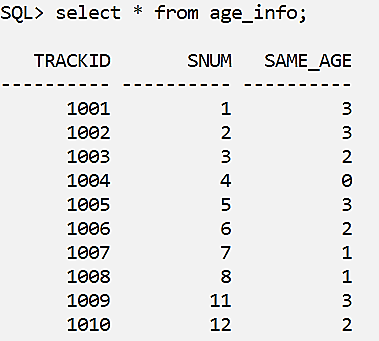 SQL> select * from age_info;
TRACKID SNUM SAME_AGE
---------- ---------- ----------
1001 1 3
1002 2 3
1003 3 2
1004 4 0
1005 5 3
1006 6 2
1007 7 1
1008 8 1
1009 11 3
1010 12 2